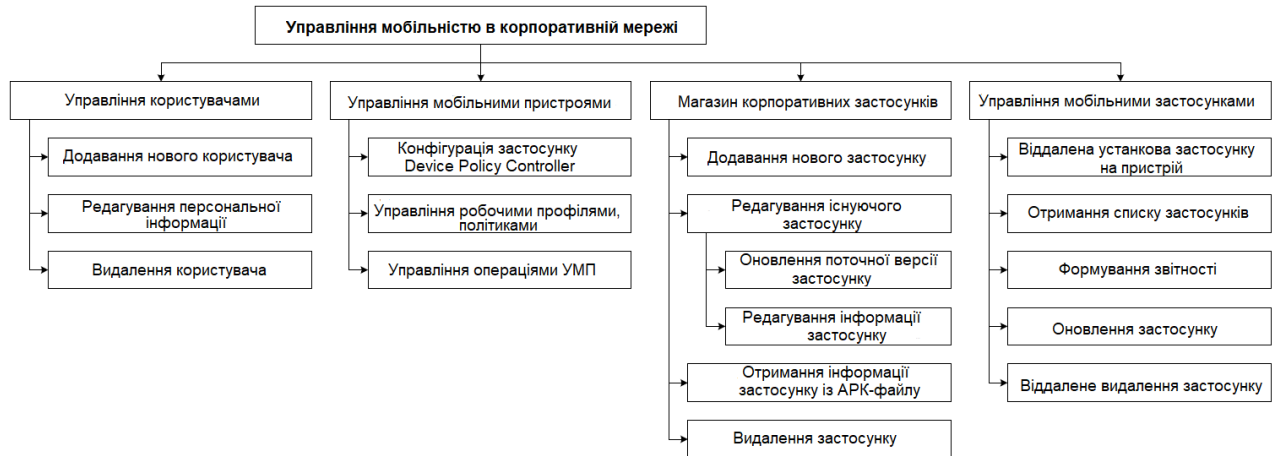 Управління мобільністю в корпоративній мережі
Управління користувачами
Додавання нового користувача
Редагування персональної
інформації
Видалення користувача
Управління мобільними пристроями
Конфігурація застосунку
Device Policy Controller
Управління робочими профілями,
політиками
Управління операціями УМП
Магазин корпоративних застосунків
Додавання нового застосунку
Редагування існуючого
застосунку
Оновлення поточної версії
застосунку
Редагування інформації
застосунку
Отримання інформації
застосунку із АРК-файлу
Видалення застосунку
Управління мобільними застосунками
Віддалена установка застосунку
на пристрій
Отримання списку застосунків
Формування звітності
Оновлення застосунку
Віддалене видалення застосунку